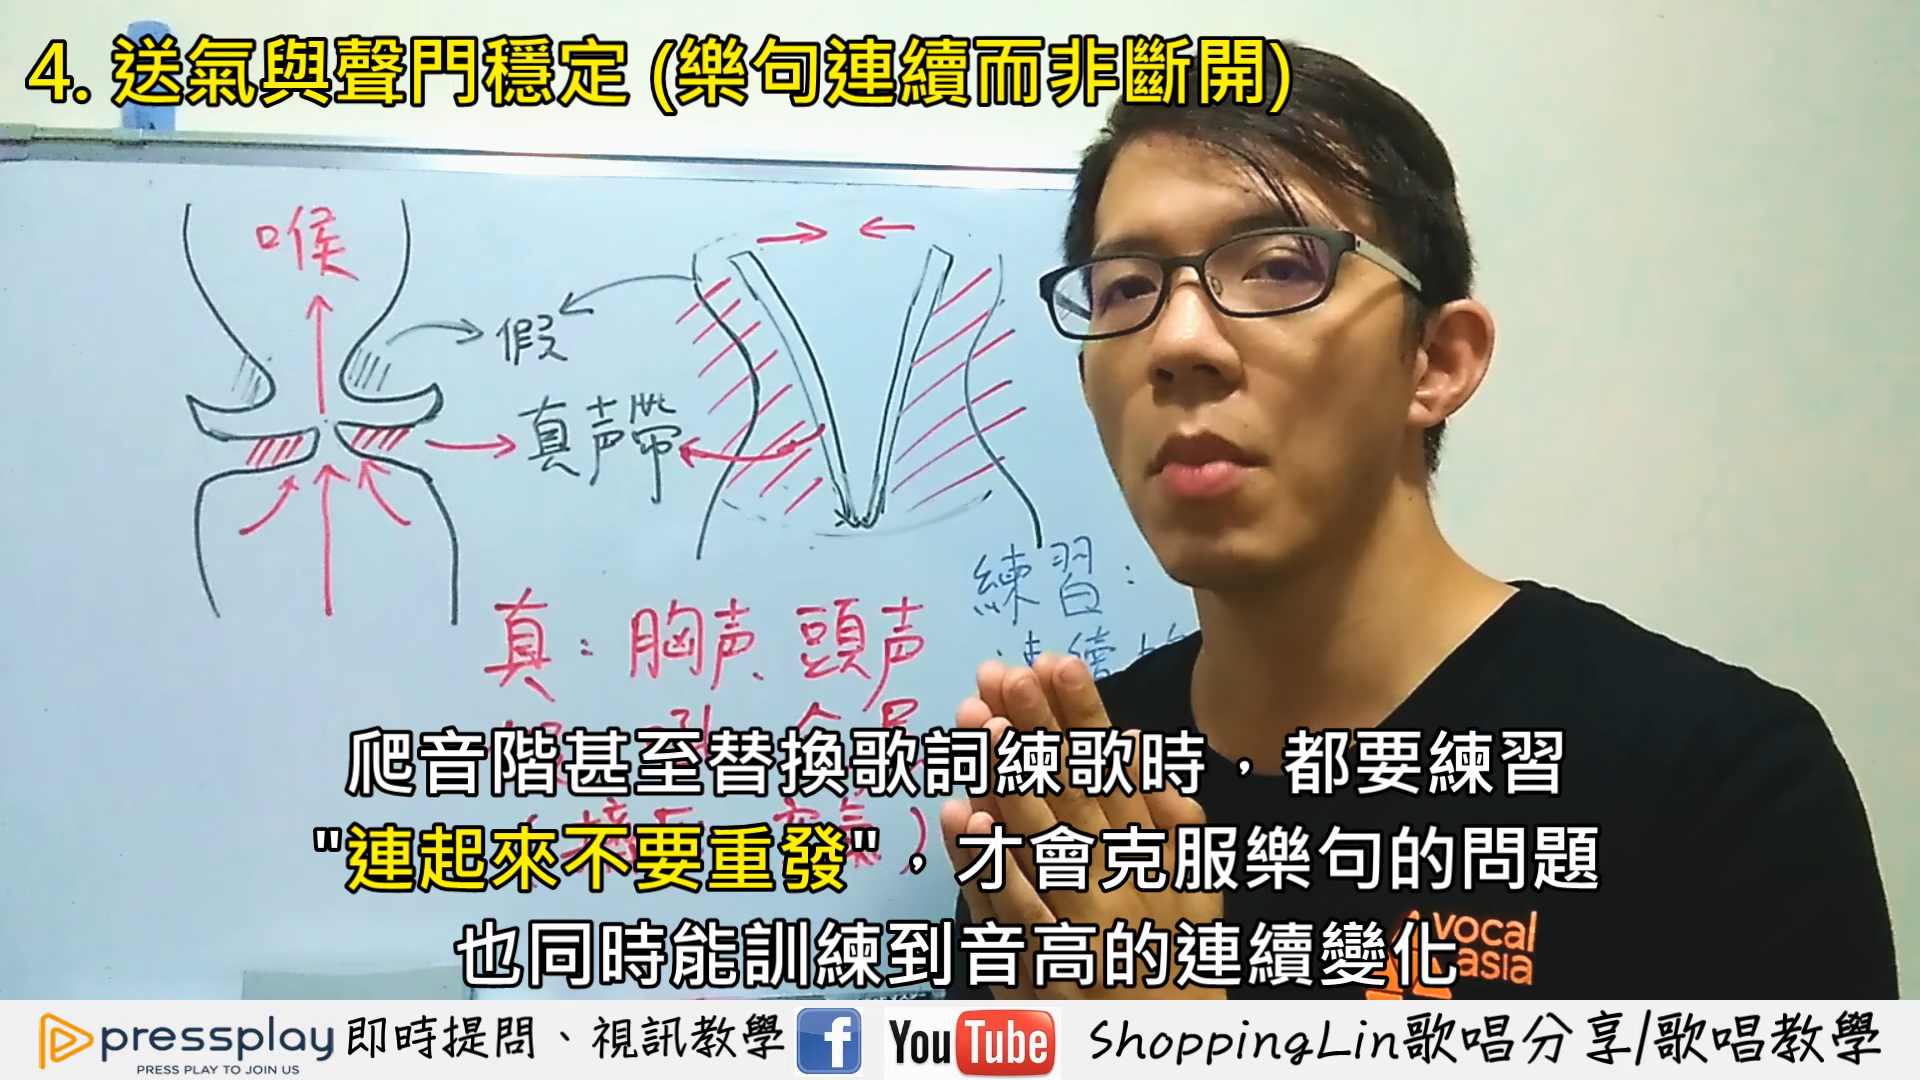 4. 送氣與聲門穩定 (樂句連續而非斷開)
喉
假
真声帶
練習:
真:胸声、頭声
爬音階甚至替換歌詞練歌時，都要練習
"連起來不要重發"，才會克服樂句的問題
也同時能訓練到音高的連續變化
vocal
asia
pressplay
PRESS PLAY TO JOIN US
即時提問、視訊教學
f
YouTube
ShoppingLin歌唱分享/歌唱教學